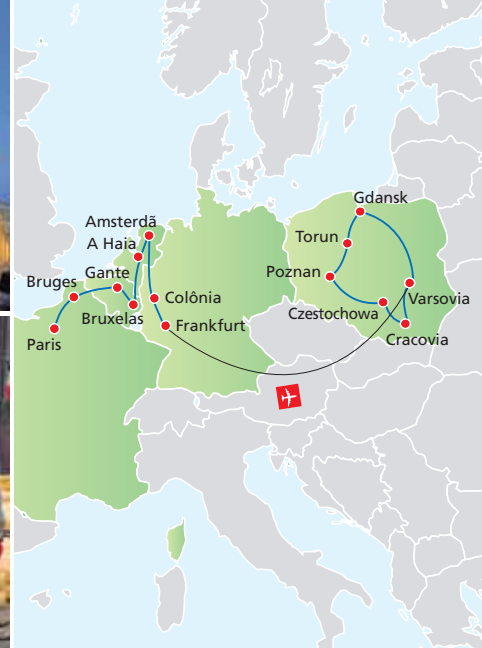 Gdansk
Amsterdã
Torun
A Haia
Poznan
Gante
Bruges
Colônia
Varsovia
Czestochowa
Bruxelas
Frankfurt
Cracovia
Paris